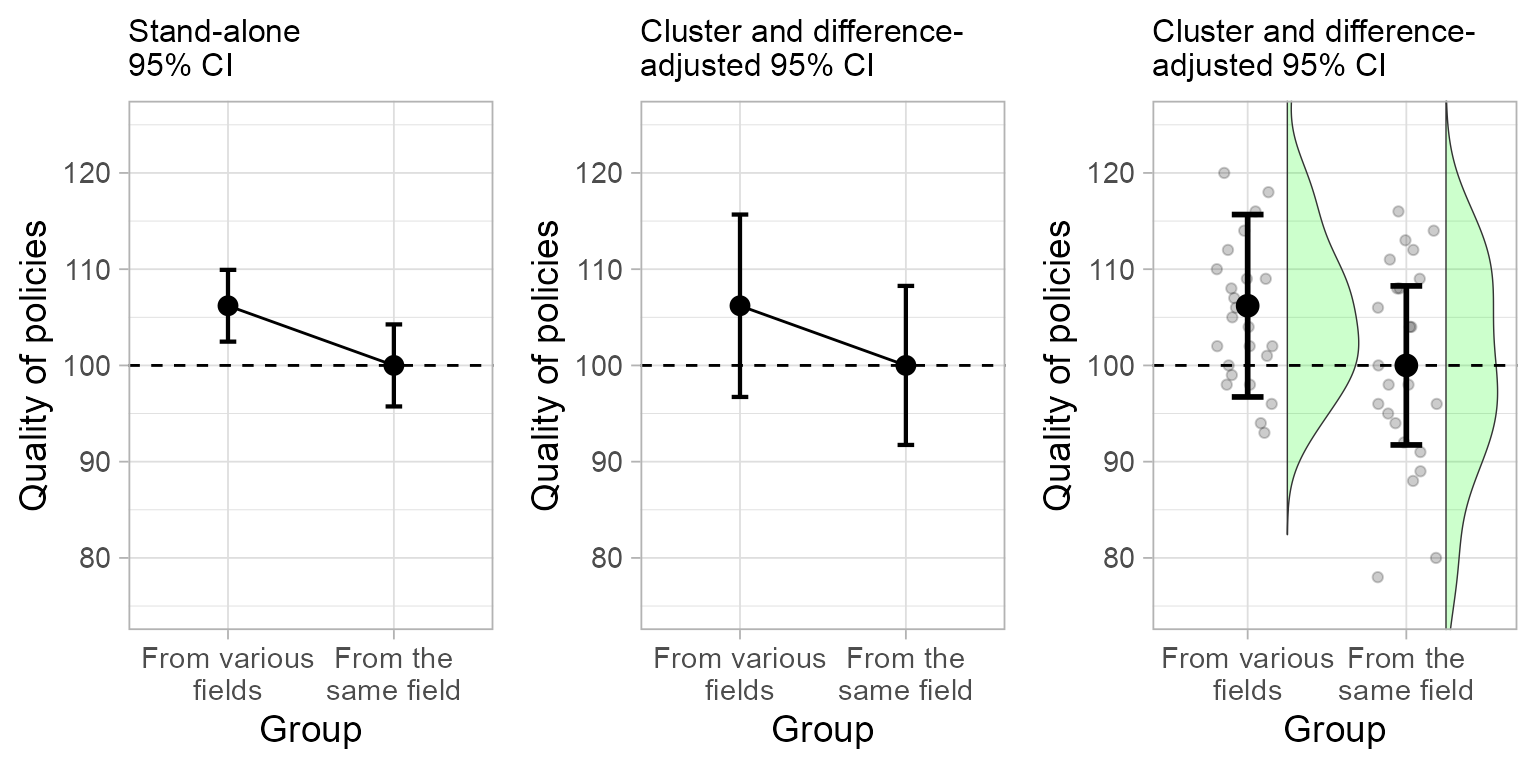 Stand-alone
95% CI
Quality of policies
120
110
100
90
80
From various
fields
From the
same field
Group
Cluster and difference-
adjusted 95% CI
Quality of policies
120
110
100
90
80
From various
fields
From the
same field
Group
Cluster and difference-
adjusted 95% CI
Quality of policies
120
110
100
90
80
From various
fields
From the
same field
Group